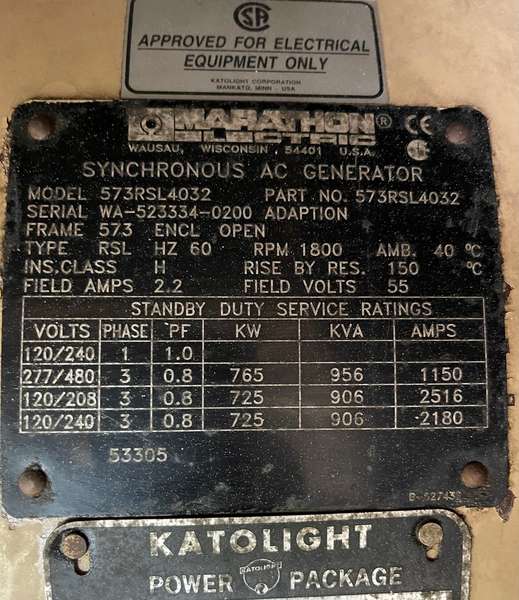 CSA
APPROVED FOR ELECTRICAL
EQUIPMENT ONLY
KATOLIGHT CORPORATION
MANKATO, MINN - USA
MARATHON ® CE
ELECTRIC
WAUSAU, WISCONSIN, 54401 U.S.A.
SYNCHRONOUS AC GENERATOR
MODEL 573RSL4032 PART NO. 573RSL4032
SERIAL WA-523334-0200 ADAPTION
FRAME 573 ENCL OPEN
TYPE RSL HZ 60 RPM 1800 AMB. 40 °C
INS.CLASS H RISE BY RES. 150 °C
FIELD AMPS 2.2 FIELD VOLTS 55
STANDBY DUTY SERVICE RATINGS
VOLTS PHASE PF KW KVA AMPS
120/240 1 1.0
277/480 3 0.8 765 956 1150
120/208 3 0.8 725 906 2516
120/240 3 0.8 725 906 2180
53305
KATOLIGHT
POWER KATOLIGHT PACKAGE